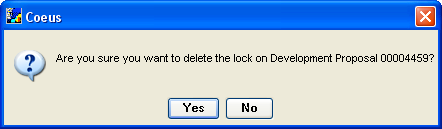 Coeus
Are you sure you want to delete the lock on Development Proposal 00004459?
Yes No